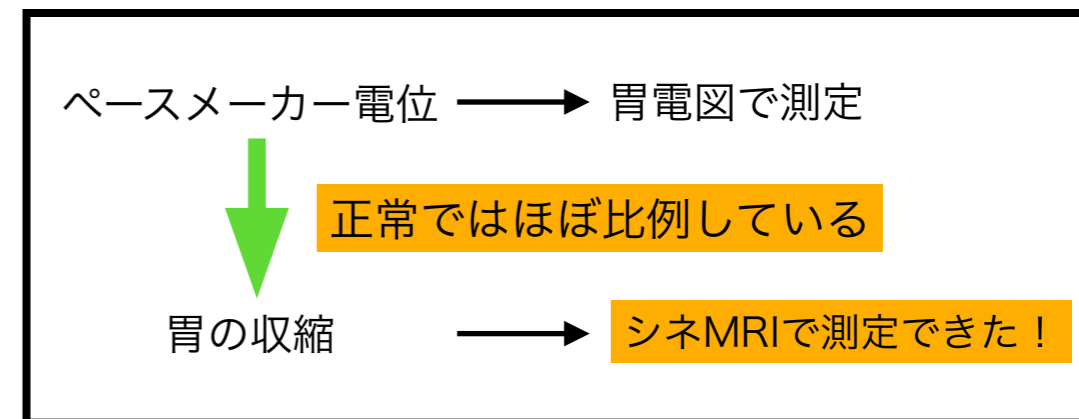 ペースメーカー電位
胃電図で測定
正常ではほぼ比例している
胃の収縮
シネMRIで測定できた！